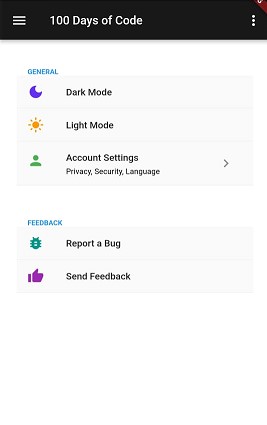 100 Days of Code
GENERAL
Dark Mode
Light Mode
Account Settings
Privacy, Security, Language
FEEDBACK
Report a Bug
Send Feedback